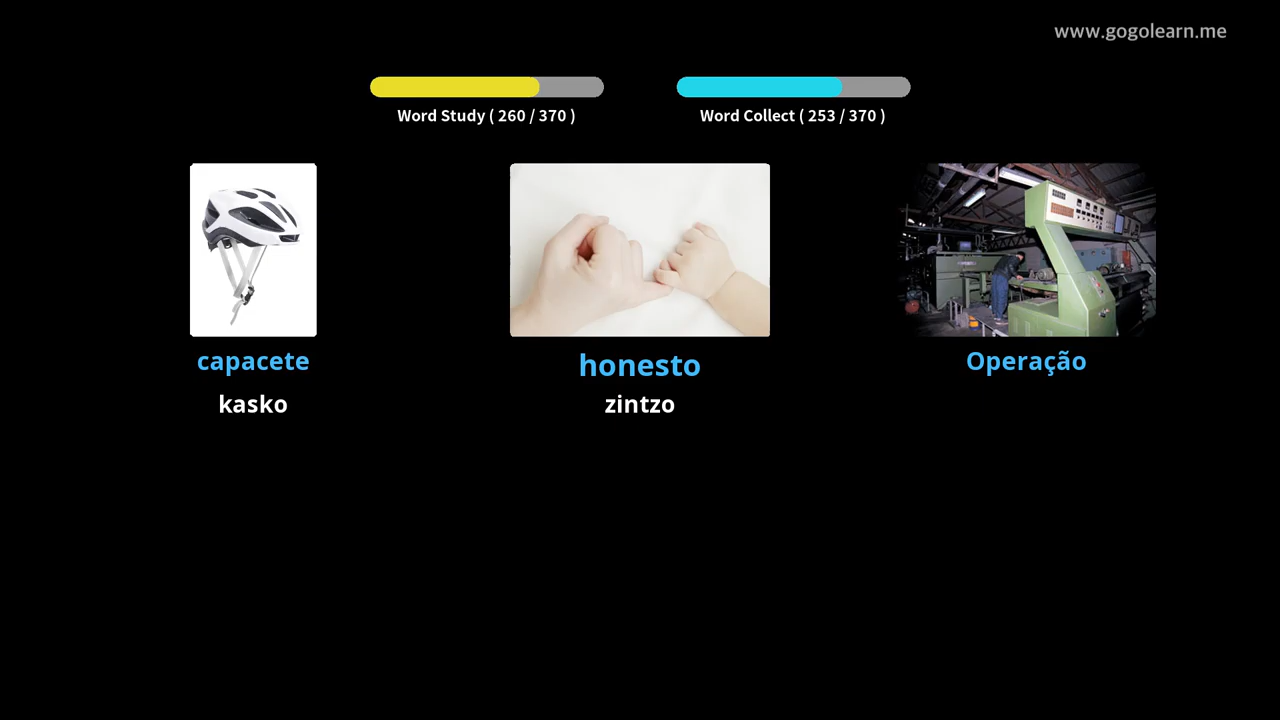 www.gogolearn.me
Word Study ( 260 / 370 )
Word Collect ( 253 / 370 )
capacete
honesto
Operação
kasko
zintzo